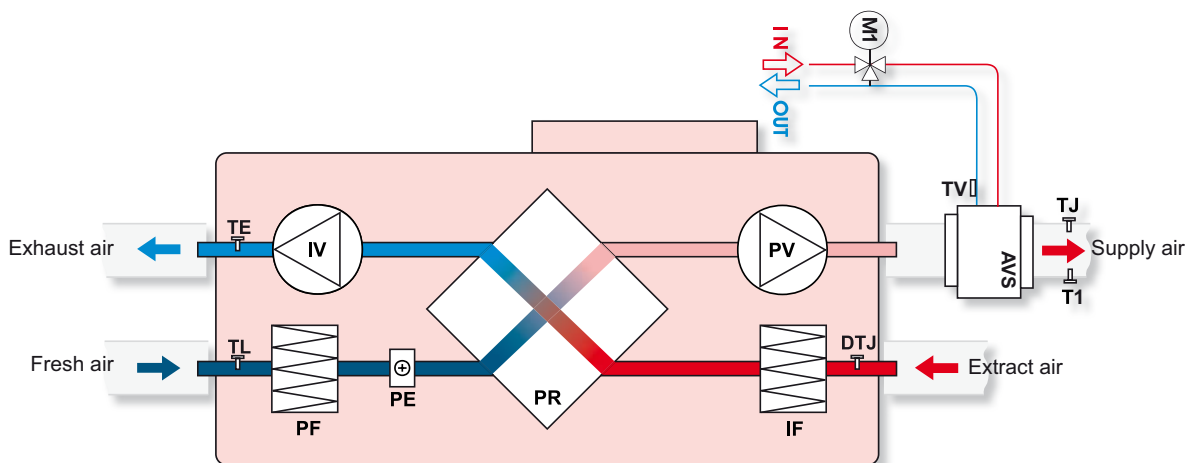 IN
M1
OUT
TV
TJ
TE
IV
PV
Exhaust air
Supply air
AVS
T1
TL
DTJ
Fresh air
Extract air
PE
PR
PF
IF